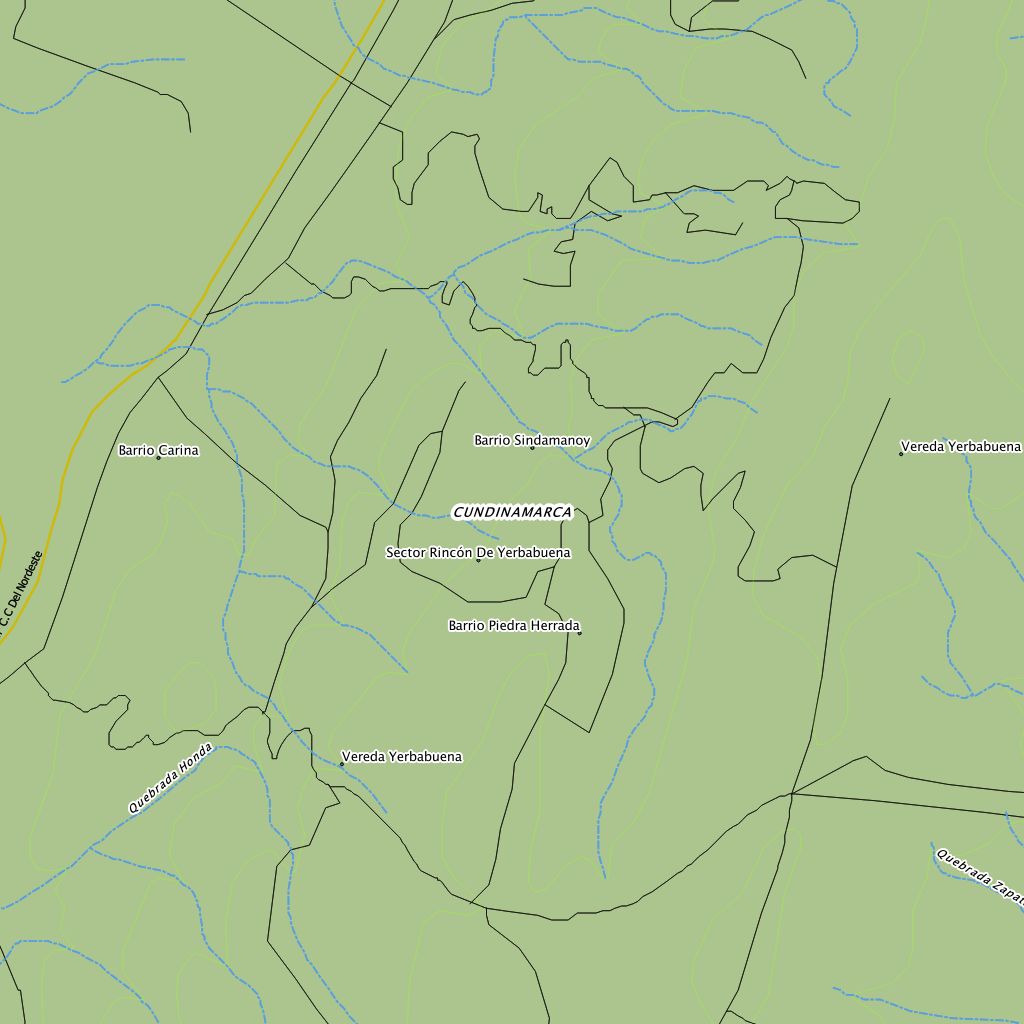 Barrio Sindamanoy
Barrio Carina
Vereda Yerbabuena
CUNDINAMARCA
Sector Rincón De Yerbabuena
C.C Del Nordeste
Barrio Piedra Herrada
Quebrada Honda
Vereda Yerbabuena
Quebrada